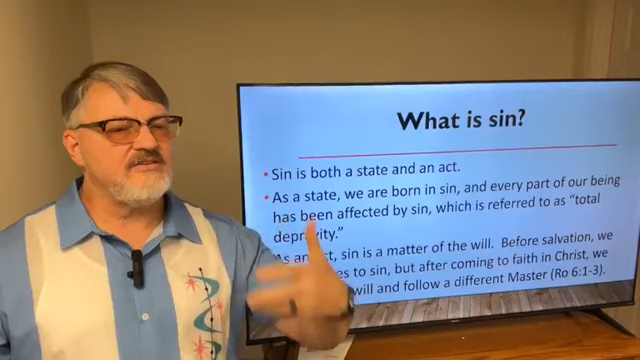 What is sin?
• Sin is both a state and an act.
• As a state, we are born in sin, and every part of our being
has been affected by sin, which is referred to as “total
depravity.”
As an act, sin is a matter of the will. Before salvation, we
to sin, but after coming to faith in Christ, we
will and follow a different Master (Ro 6:1-3).